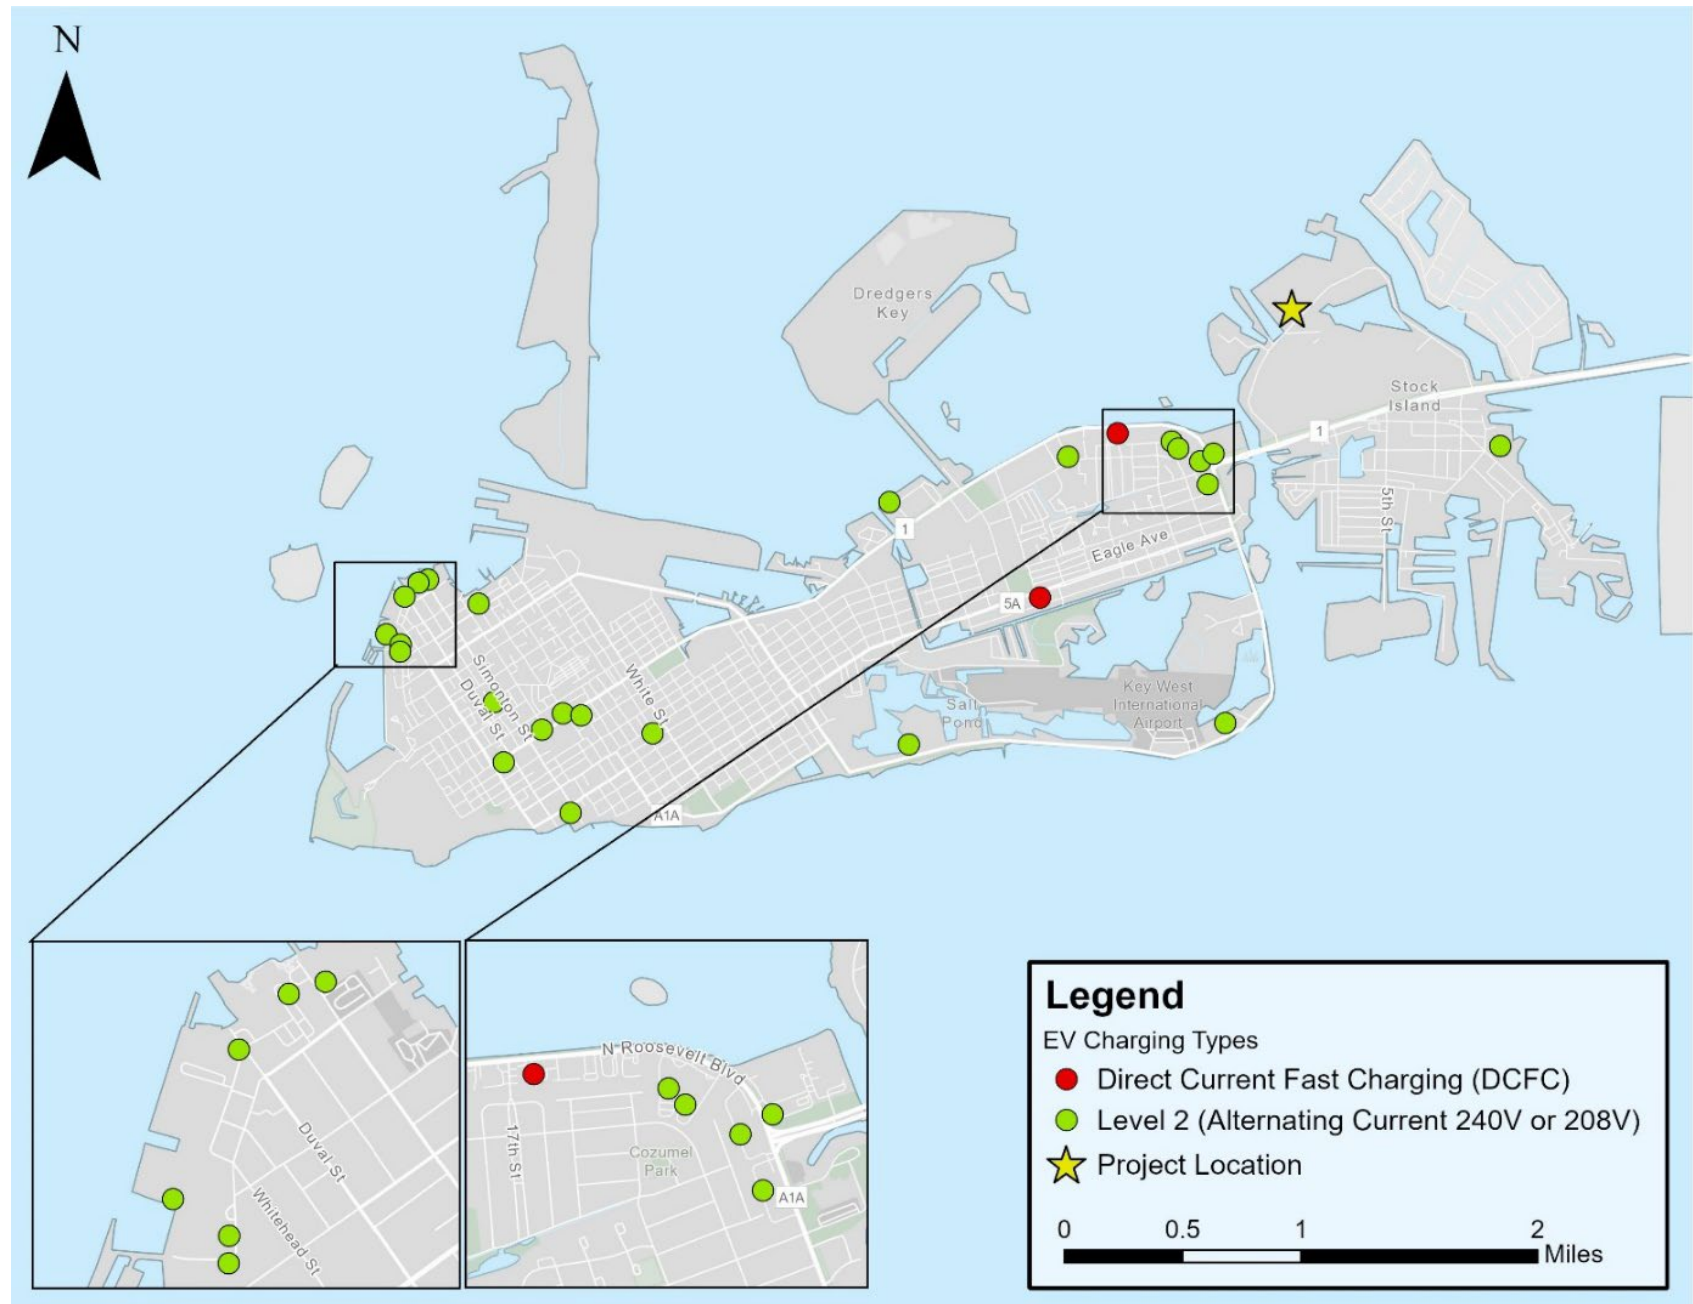 N
Dredgers
Key
Stock
Island
1
1
5th St
Eagle Ave
5A
Simonton St
Duval St
White St
Key West
International
Airport
Salt
Pond
A1A
N Roosevelt Blvd
17th St
Cozumel
Park
A1A
Duval St
Whitehead St
Legend
EV Charging Types
Direct Current Fast Charging (DCFC)
Level 2 (Alternating Current 240V or 208V)
Project Location
0 0.5 1 2
Miles